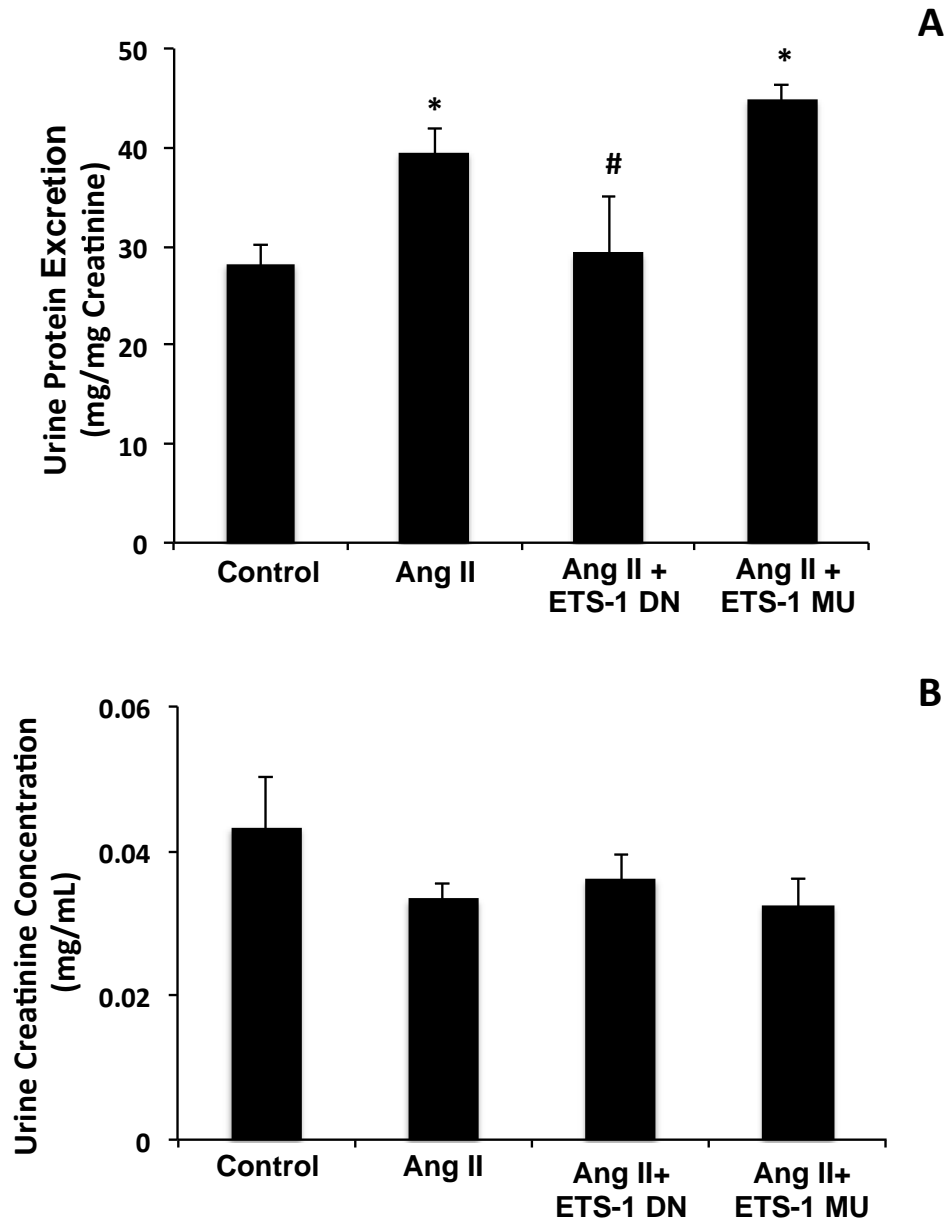 A
Urine Protein Excretion
(mg/mg Creatinine)
50
40
30
20
10
0
*
#
*
Control
Ang II
Ang II +
ETS-1 DN
Ang II +
ETS-1 MU
B
Urine Creatinine Concentration
(mg/mL)
0.06
0.04
0.02
0
Control
Ang II
Ang II+
ETS-1 DN
Ang II+
ETS-1 MU